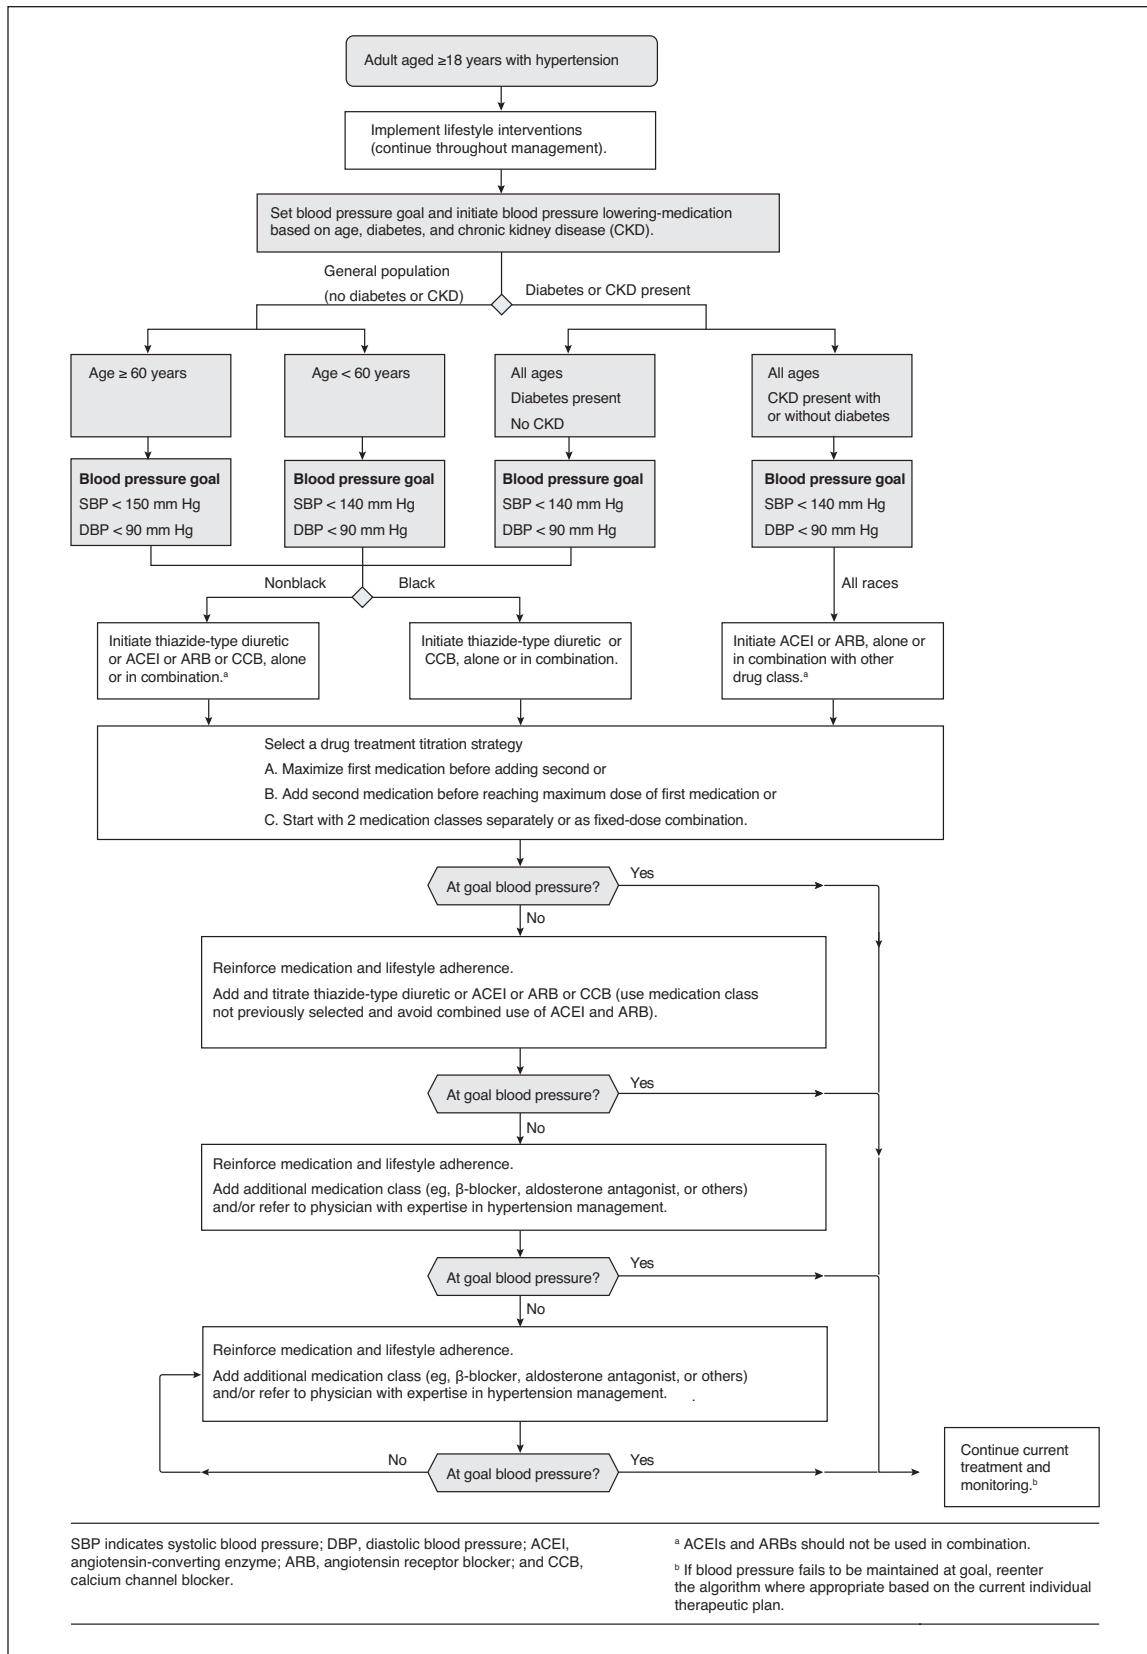 Adult aged ≥18 years with hypertension
Implement lifestyle interventions
(continue throughout management).
Set blood pressure goal and initiate blood pressure lowering-medication
based on age, diabetes, and chronic kidney disease (CKD).
General population
(no diabetes or CKD)
Diabetes or CKD present
Age ≥ 60 years
Age < 60 years
All ages
Diabetes present
No CKD
All ages
CKD present with
or without diabetes
Blood pressure goal
SBP < 150 mm Hg
DBP < 90 mm Hg
Blood pressure goal
SBP < 140 mm Hg
DBP < 90 mm Hg
Blood pressure goal
SBP < 140 mm Hg
DBP < 90 mm Hg
Blood pressure goal
SBP < 140 mm Hg
DBP < 90 mm Hg
Nonblack
Black
All races
Initiate thiazide-type diuretic
or ACEI or ARB or CCB, alone
or in combination.ᵃ
Initiate thiazide-type diuretic or
CCB, alone or in combination.
Initiate ACEI or ARB, alone or
in combination with other
drug class.ᵃ
Select a drug treatment titration strategy
A. Maximize first medication before adding second or
B. Add second medication before reaching maximum dose of first medication or
C. Start with 2 medication classes separately or as fixed-dose combination.
At goal blood pressure?
Yes
No
Reinforce medication and lifestyle adherence.
Add and titrate thiazide-type diuretic or ACEI or ARB or CCB (use medication class
not previously selected and avoid combined use of ACEI and ARB).
At goal blood pressure?
Yes
No
Reinforce medication and lifestyle adherence.
Add additional medication class (eg, β-blocker, aldosterone antagonist, or others)
and/or refer to physician with expertise in hypertension management.
At goal blood pressure?
Yes
No
Reinforce medication and lifestyle adherence.
Add additional medication class (eg, β-blocker, aldosterone antagonist, or others)
and/or refer to physician with expertise in hypertension management.
No
At goal blood pressure?
Yes
Continue current
treatment and
monitoring.ᵇ
SBP indicates systolic blood pressure; DBP, diastolic blood pressure; ACEI,
angiotensin-converting enzyme; ARB, angiotensin receptor blocker; and CCB,
calcium channel blocker.
ᵃ ACEIs and ARBs should not be used in combination.
ᵇ If blood pressure fails to be maintained at goal, reenter
the algorithm where appropriate based on the current individual
therapeutic plan.